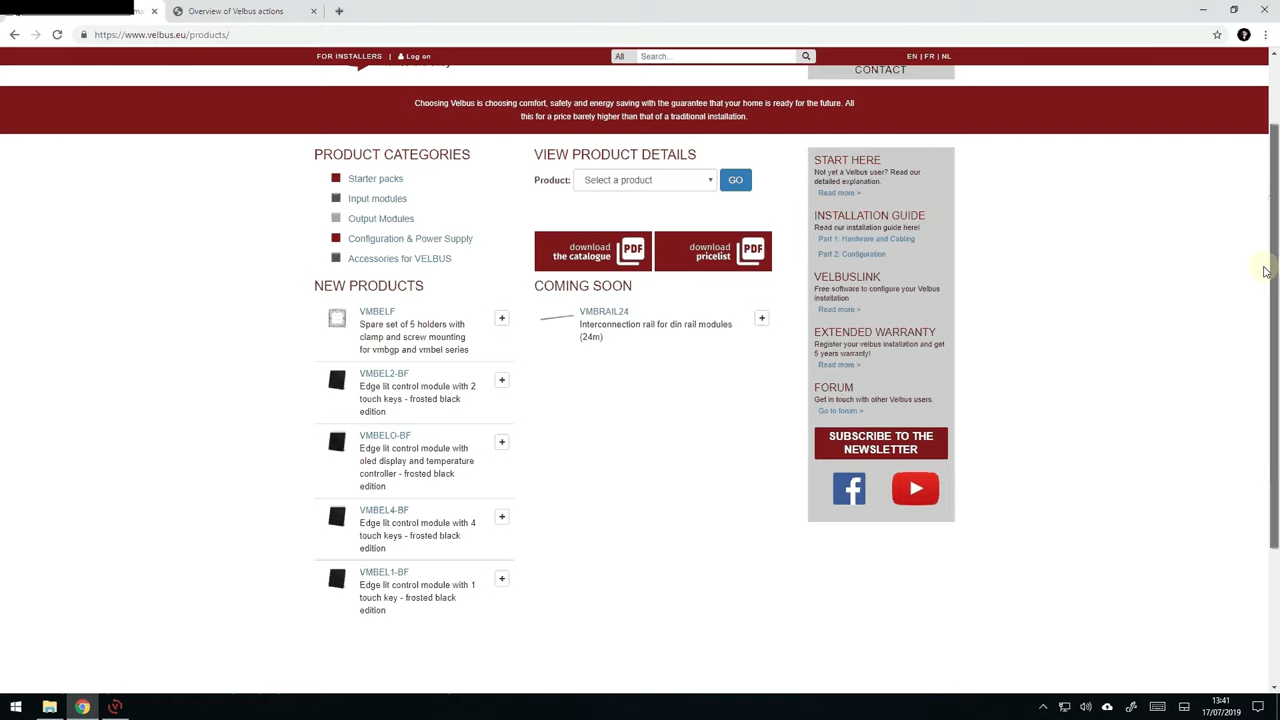 Overview of Velbus actions
https://www.velbus.eu/products/
FOR INSTALLERS | Log on
All Search...
EN | FR | NL
CONTACT
Choosing Velbus is choosing comfort, safety and energy saving with the guarantee that your home is ready for the future. All
this for a price barely higher than that of a traditional installation.
PRODUCT CATEGORIES
Starter packs
Input modules
Output Modules
Configuration & Power Supply
Accessories for VELBUS
NEW PRODUCTS
VMBELF
Spare set of 5 holders with
clamp and screw mounting
for vmbgp and vmbel series
VMBEL2-BF
Edge lit control module with 2
touch keys - frosted black
edition
VMBELO-BF
Edge lit control module with
oled display and temperature
controller - frosted black
edition
VMBEL4-BF
Edge lit control module with 4
touch keys - frosted black
edition
VMBEL1-BF
Edge lit control module with 1
touch key - frosted black
edition
VIEW PRODUCT DETAILS
Product: Select a product GO
download
the catalogue PDF
download
pricelist PDF
COMING SOON
VMBRAIL24
Interconnection rail for din rail modules
(24m)
START HERE
Not yet a Velbus user? Read our
detailed explanation.
Read more >
INSTALLATION GUIDE
Read our installation guide here!
Part 1: Hardware and Cabling
Part 2: Configuration
VELBUSLINK
Free software to configure your Velbus
installation
Read more >
EXTENDED WARRANTY
Register your velbus installation and get
5 years warranty!
Read more >
FORUM
Get in touch with other Velbus users.
Go to forum >
SUBSCRIBE TO THE
NEWSLETTER
13:41
17/07/2019